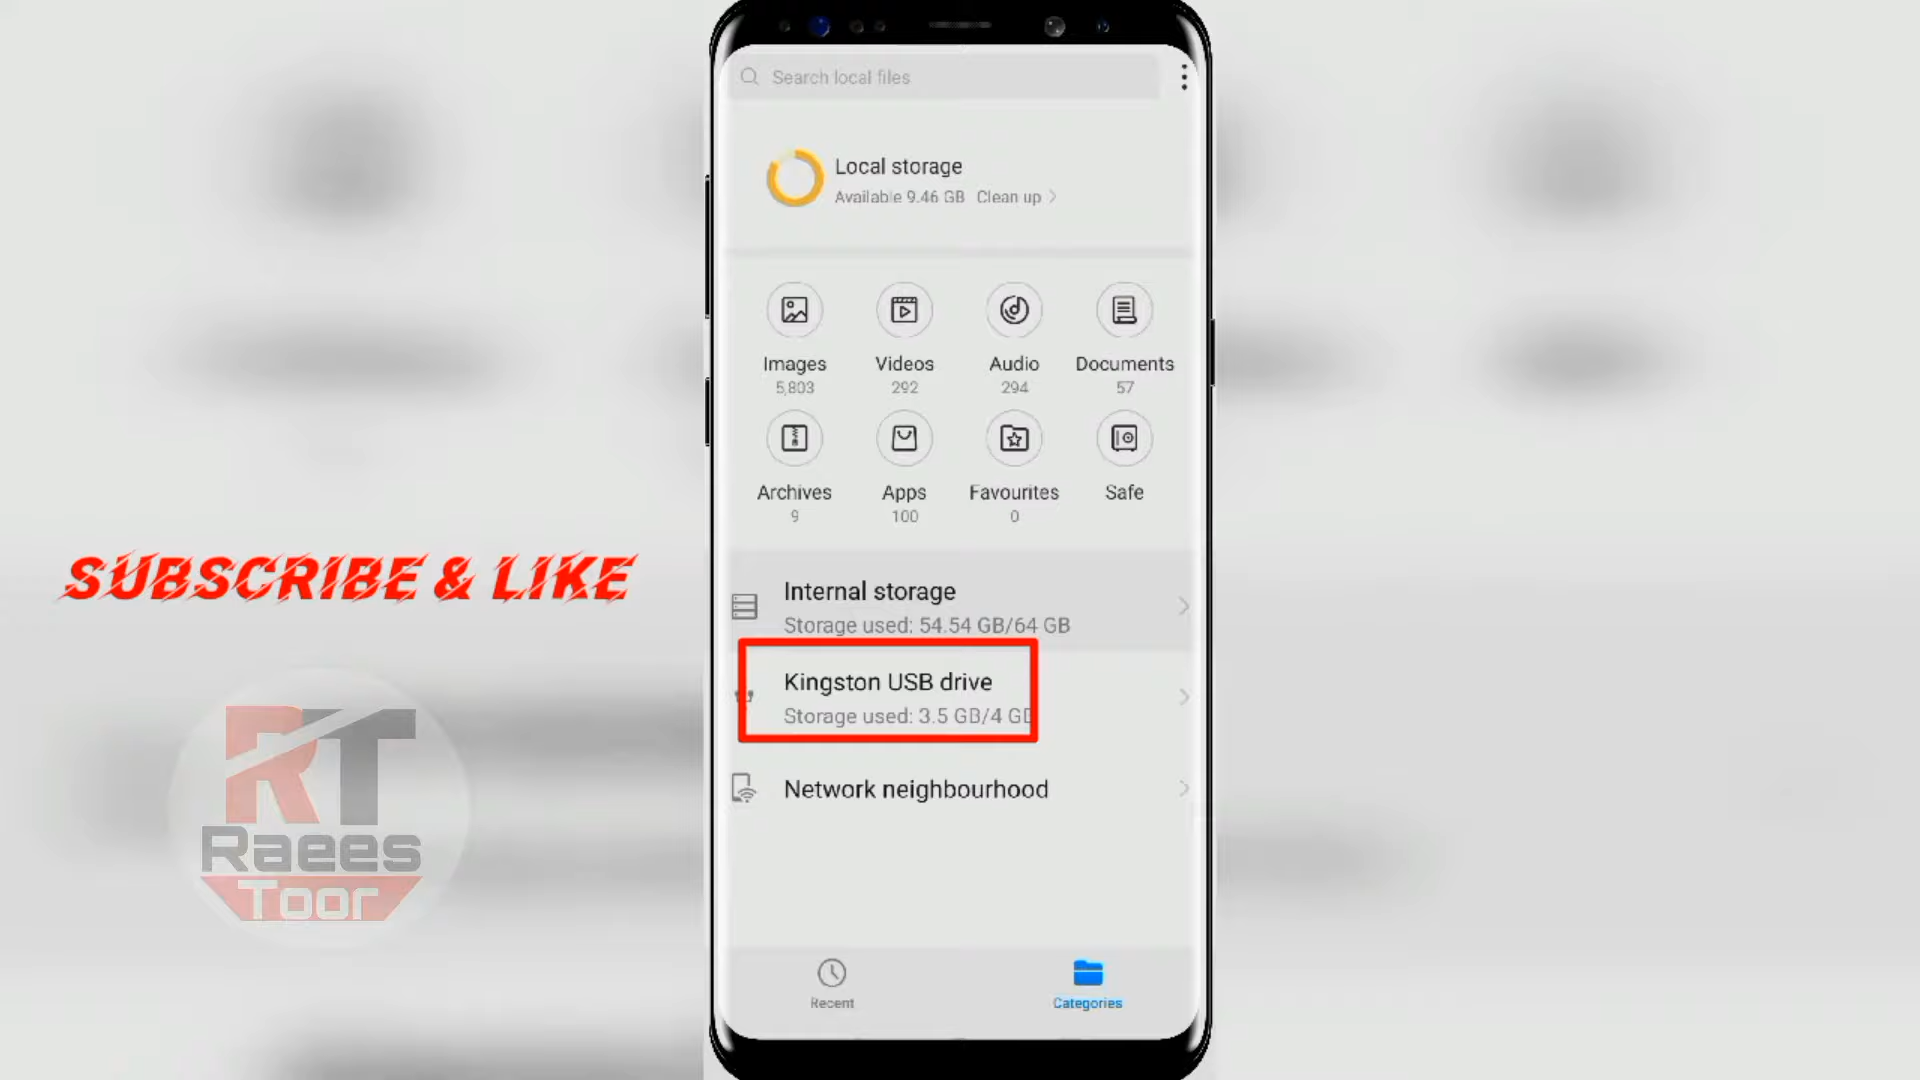 Search local files
Local storage
Available 9.46 GB Clean up
Images Videos Audio Documents
5,803 292 294 57
Archives Apps Favourites Safe
9 100 0
Internal storage
Storage used: 54.54 GB/64 GB
Kingston USB drive
Storage used: 3.5 GB/4 GB
Network neighbourhood
Recent Categories
SUBSCRIBE & LIKE
RT
Raees
Toor